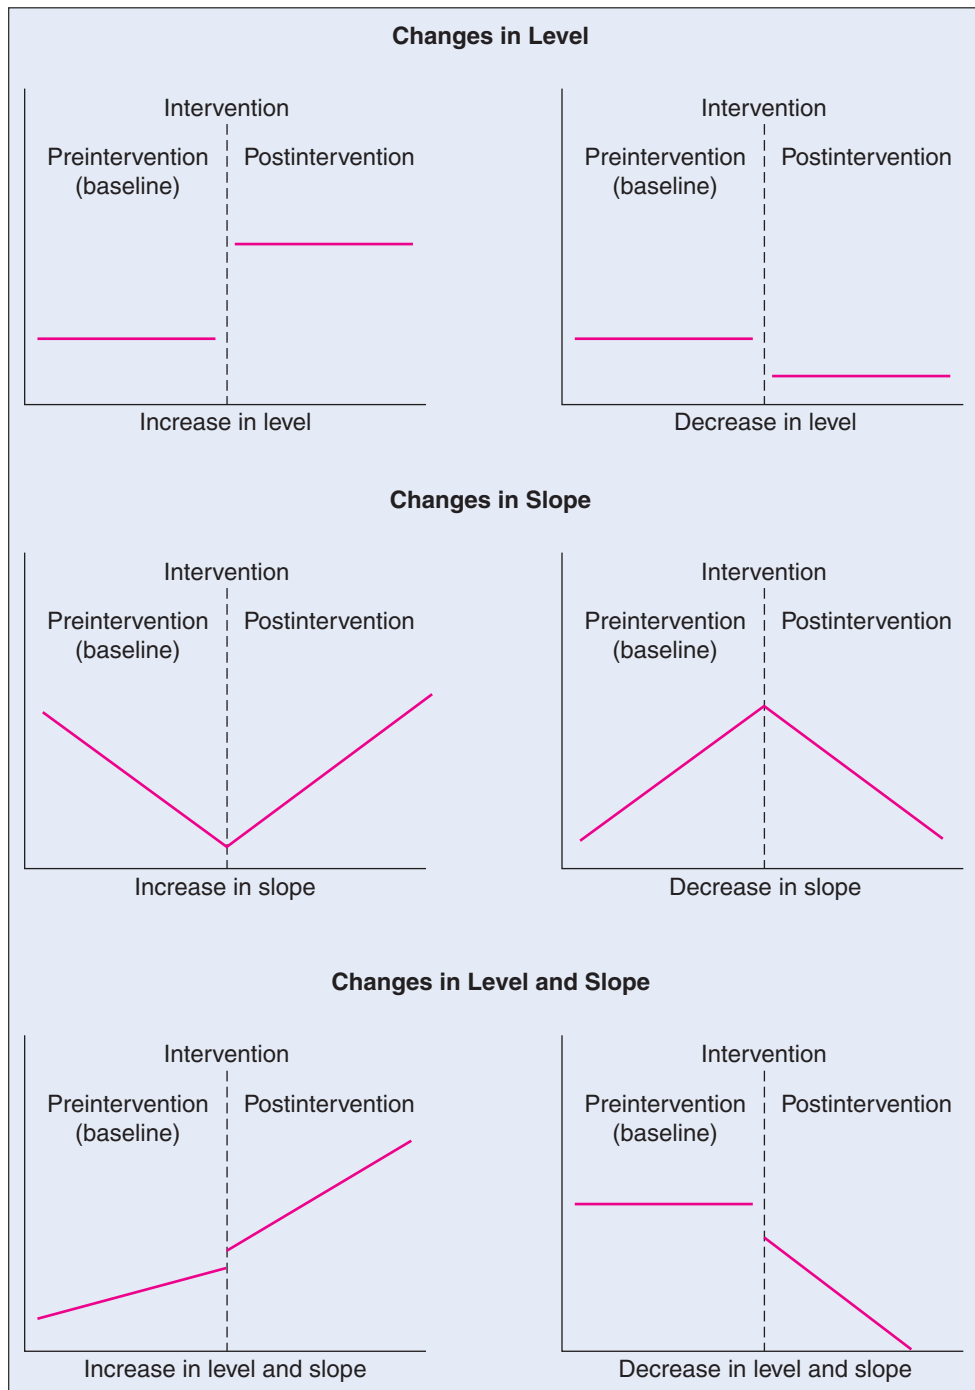 Changes in Level
Intervention
Preintervention
(baseline)
Postintervention
Increase in level
Intervention
Preintervention
(baseline)
Postintervention
Decrease in level
Changes in Slope
Intervention
Preintervention
(baseline)
Postintervention
Increase in slope
Intervention
Preintervention
(baseline)
Postintervention
Decrease in slope
Changes in Level and Slope
Intervention
Preintervention
(baseline)
Postintervention
Increase in level and slope
Intervention
Preintervention
(baseline)
Postintervention
Decrease in level and slope